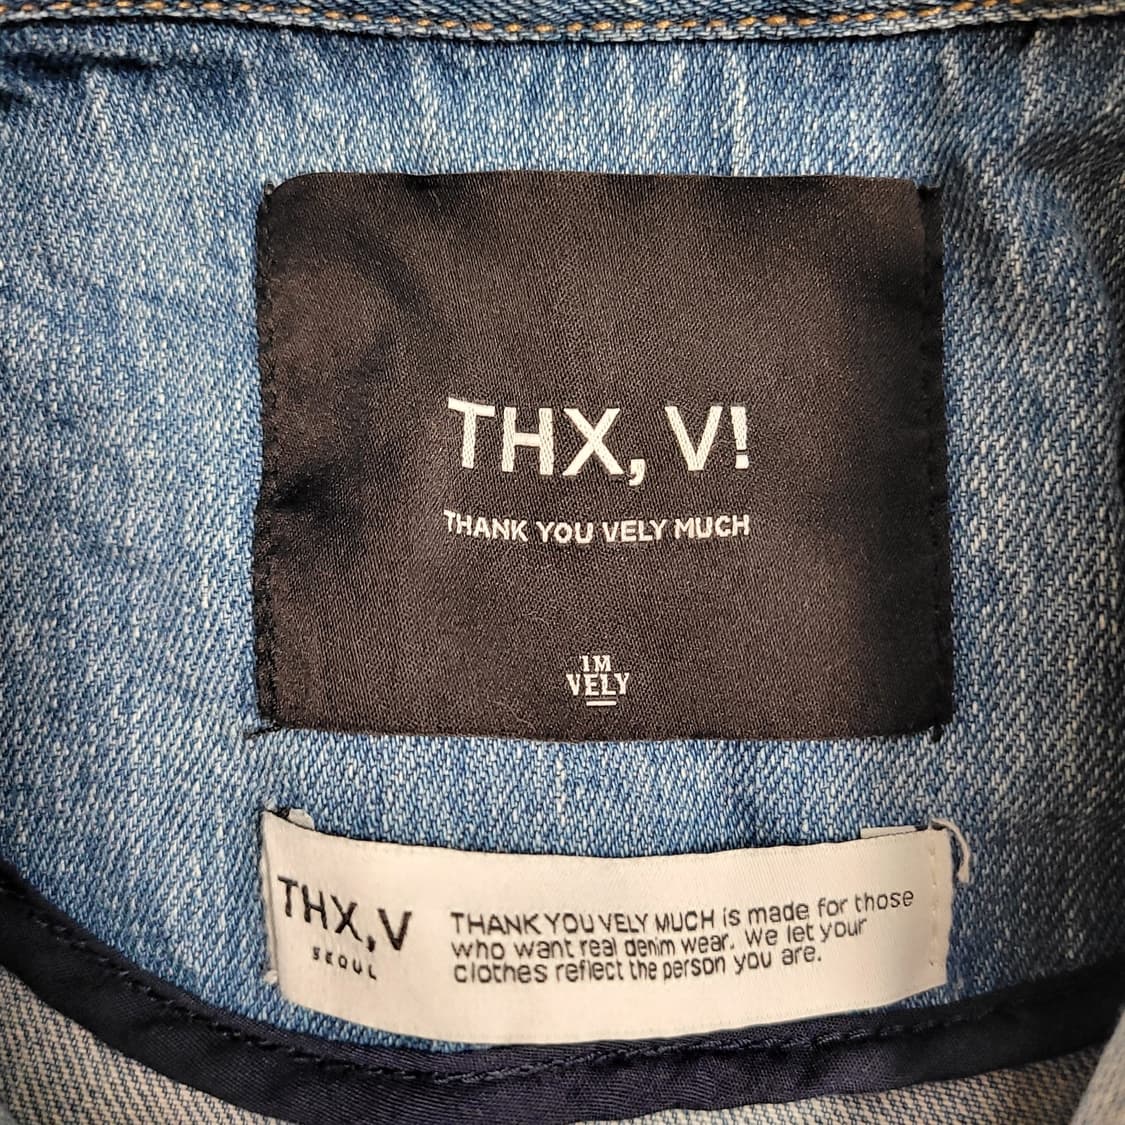 THX, V!
THANK YOU VELY MUCH
IM
VELY
THX, V
SEOUL
THANK YOU VELY MUCH is made for those
who want real denim wear. We let your
clothes reflect the person you are.